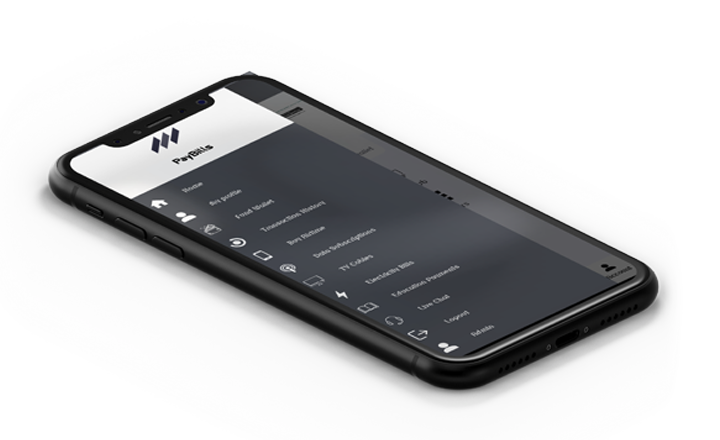 PayBills
Home
My profile
Fund Wallet
Transaction History
Buy Airtime
Data Subscriptions
TV Cables
Electricity Bills
Education Payments
Live Chat
Logout
Account